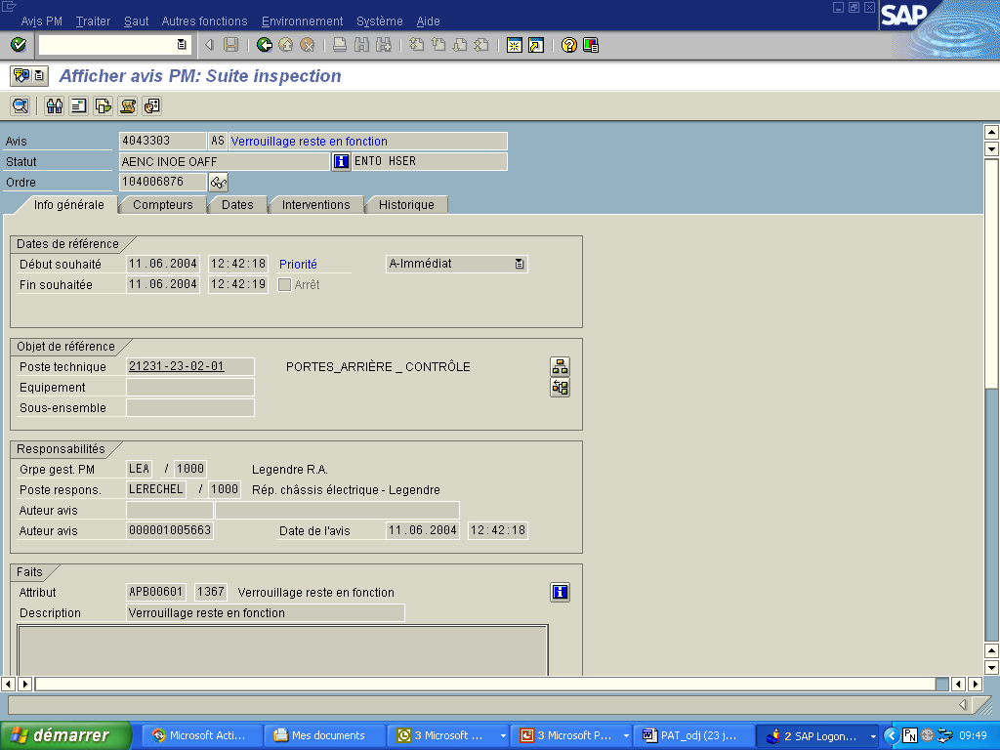 Avis PM Traiter Saut Autres fonctions Environnement Système Aide
SAP
Afficher avis PM: Suite inspection
Avis 4043303 AS Verrouillage reste en fonction
Statut AENC INOE OAFF ENTO HSER
Ordre 104006876
Info générale Compteurs Dates Interventions Historique
Dates de référence
Début souhaité 11.06.2004 12:42:18 Priorité A-Immédiat
Fin souhaitée 11.06.2004 12:42:19 Arrêt
Objet de référence
Poste technique 21231-23-02-01 PORTES_ARRIÈRE _ CONTRÔLE
Equipement
Sous-ensemble
Responsabilités
Grpe gest. PM LEA / 1000 Legendre R.A.
Poste respons. LERECHEL / 1000 Rép. châssis électrique - Legendre
Auteur avis
Auteur avis 000001005663 Date de l'avis 11.06.2004 12:42:18
Faits
Attribut APB00601 1367 Verrouillage reste en fonction
Description Verrouillage reste en fonction
démarrer Microsoft Acti... Mes documents 3 Microsoft ... 3 Microsoft P... PAT_odj (23 j... 2 SAP Logon... 09:49